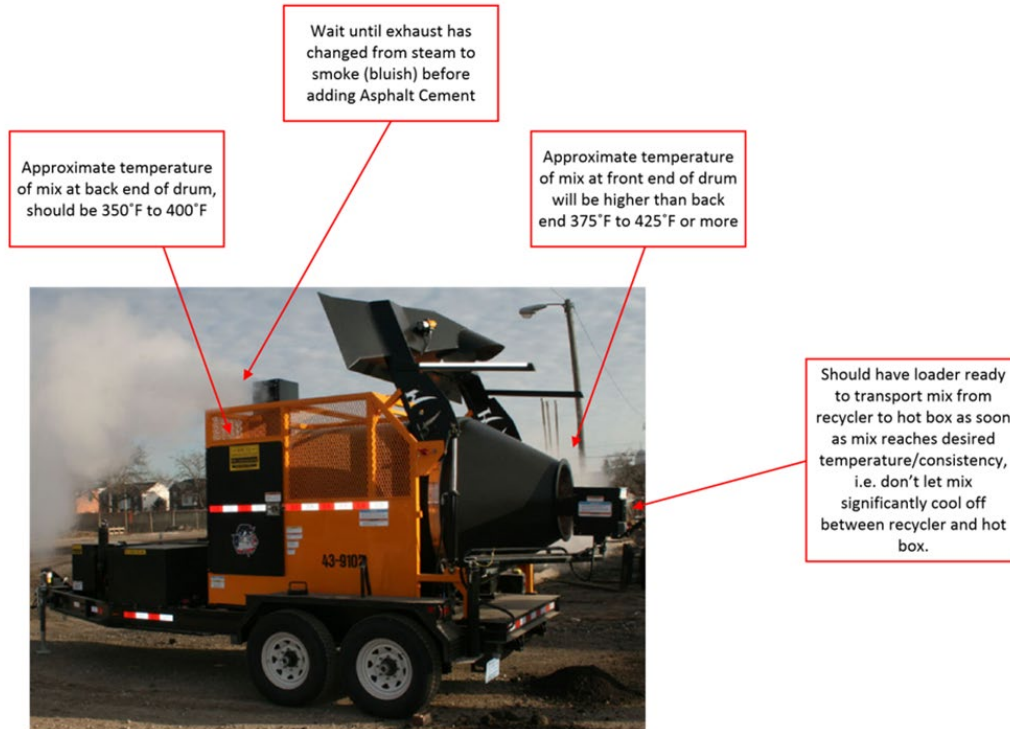 Wait until exhaust has
changed from steam to
smoke (bluish) before
adding Asphalt Cement
Approximate temperature
of mix at back end of drum,
should be 350˚F to 400˚F
Approximate temperature
of mix at front end of drum
will be higher than back
end 375˚F to 425˚F or more
Should have loader ready
to transport mix from
recycler to hot box as soon
as mix reaches desired
temperature/consistency,
i.e. don’t let mix
significantly cool off
between recycler and hot
box.